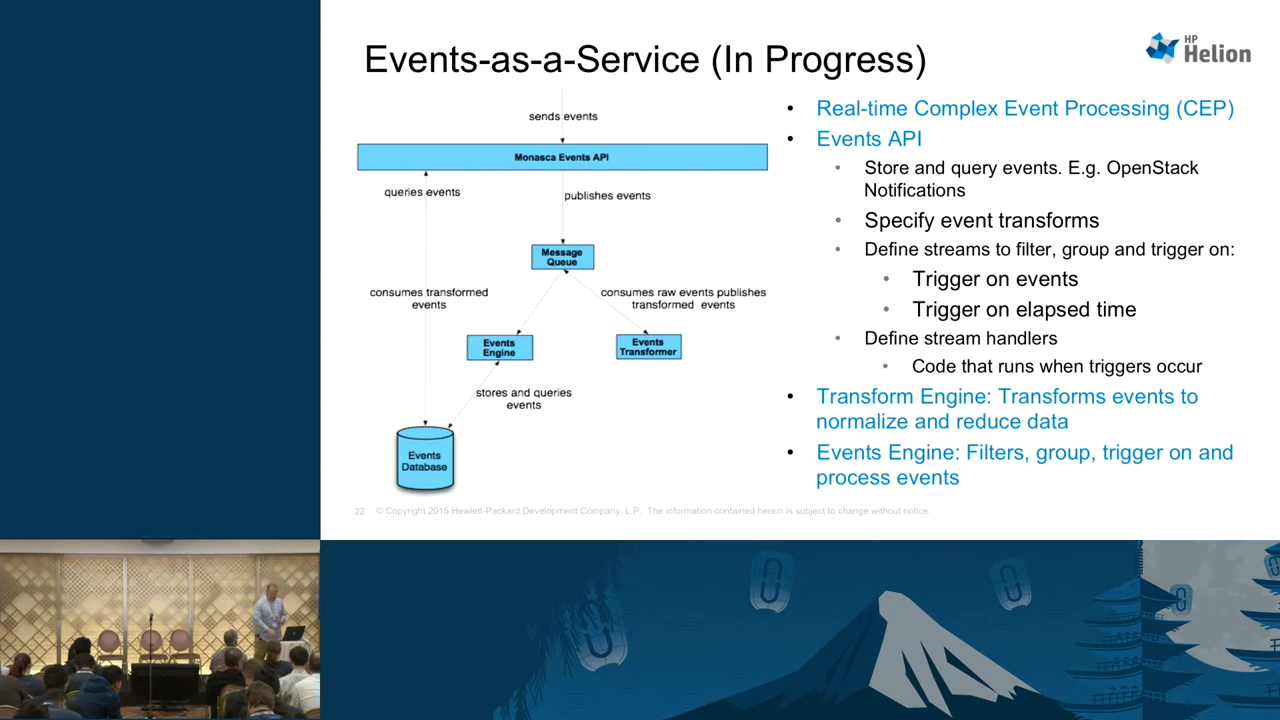 Events-as-a-Service (In Progress)
HP
Helion
sends events
Monasca Events API
queries events
publishes events
Message
Queue
consumes transformed
events
consumes raw events publishes
transformed events
Events
Engine
Events
Transformer
stores and queries
events
Events
Database
• Real-time Complex Event Processing (CEP)
• Events API
• Store and query events. E.g. OpenStack
Notifications
• Specify event transforms
• Define streams to filter, group and trigger on:
• Trigger on events
• Trigger on elapsed time
• Define stream handlers
• Code that runs when triggers occur
• Transform Engine: Transforms events to
normalize and reduce data
• Events Engine: Filters, group, trigger on and
process events
22 © Copyright 2015 Hewlett-Packard Development Company, L.P. The information contained herein is subject to change without notice.